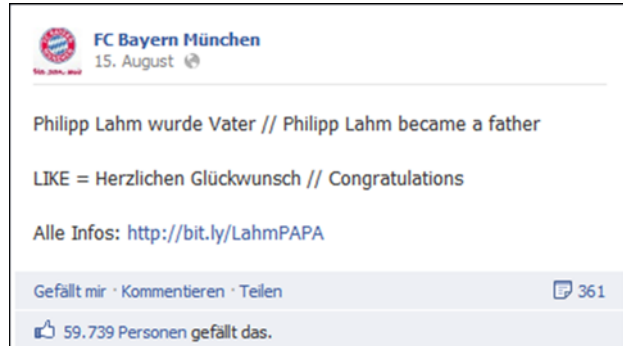 FC Bayern München
15. August
Philipp Lahm wurde Vater // Philipp Lahm became a father
LIKE = Herzlichen Glückwunsch // Congratulations
Alle Infos: http://bit.ly/LahmPAPA
Gefällt mir · Kommentieren · Teilen 361
59.739 Personen gefällt das.